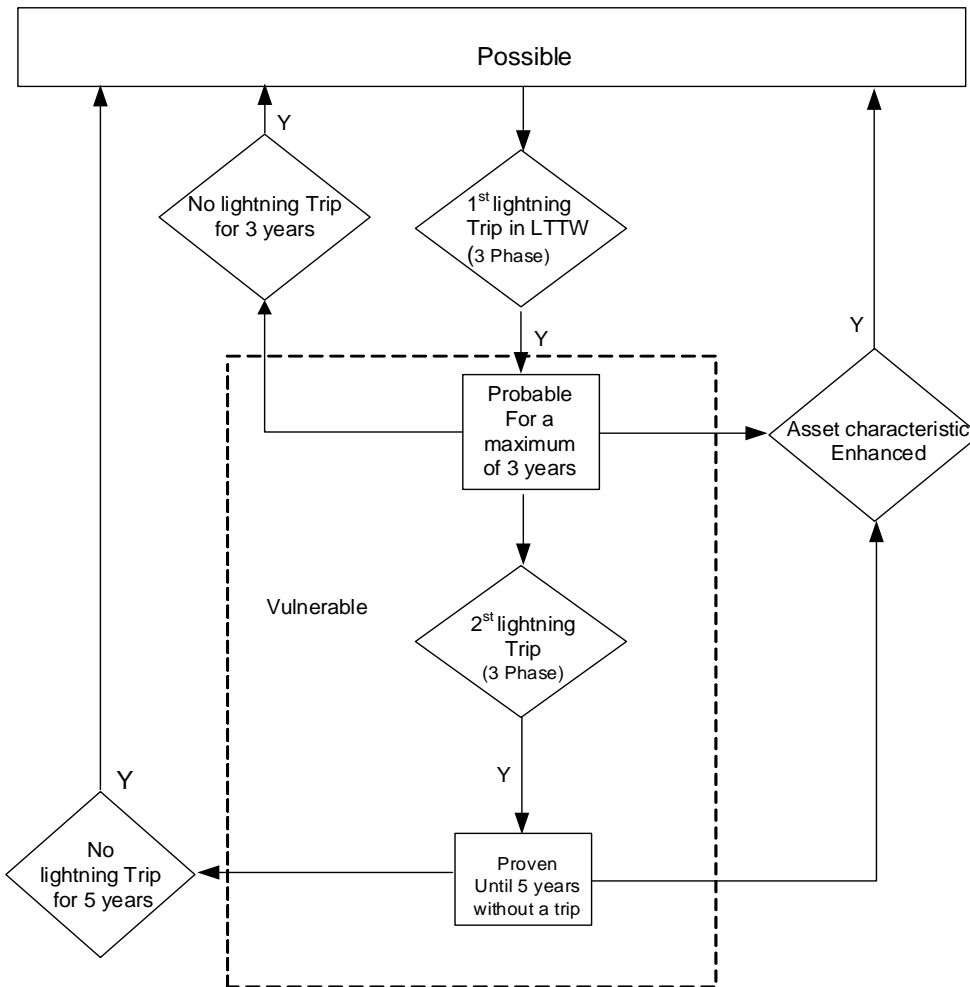 Possible
Y
No lightning Trip
for 3 years
1st lightning
Trip in LTTW
(3 Phase)
Y
Y
Probable
For a
maximum
of 3 years
Asset characteristic
Enhanced
Vulnerable
2st lightning
Trip
(3 Phase)
Y
Y
No
lightning Trip
for 5 years
Proven
Until 5 years
without a trip